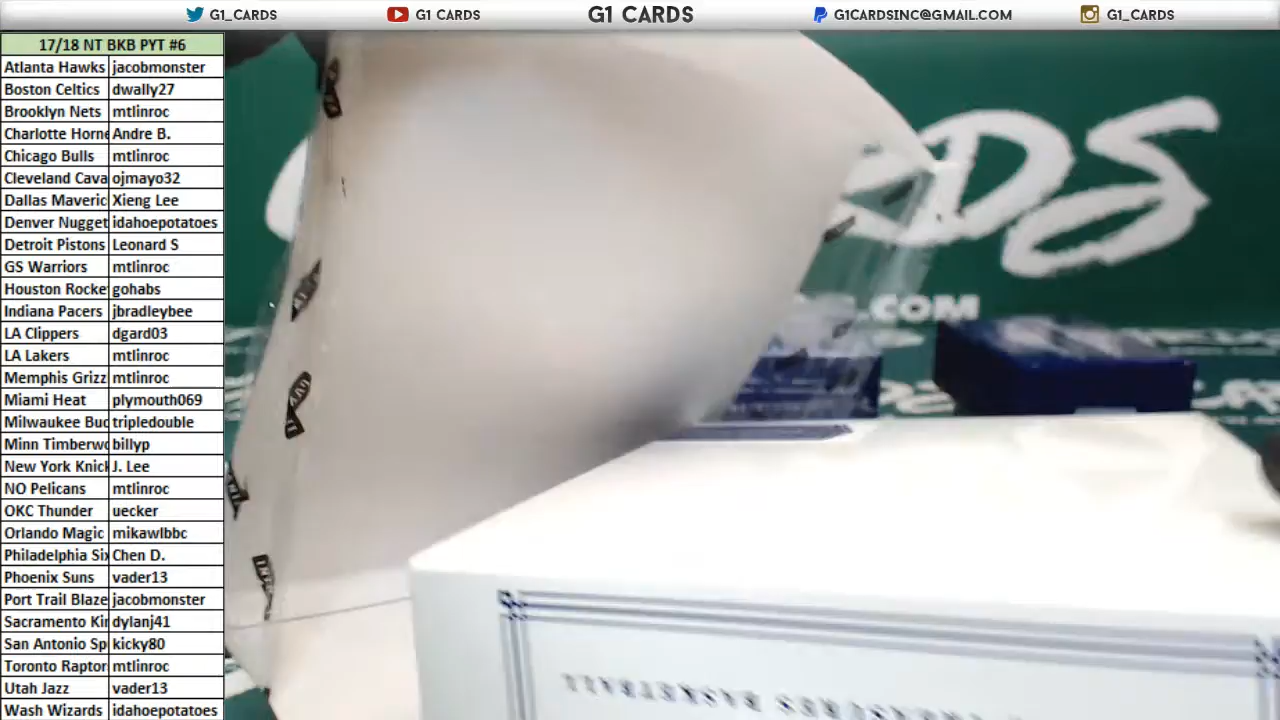 G1_CARDS
G1 CARDS
G1 CARDS
G1CARDSINC@GMAIL.COM
G1_CARDS
17/18 NT BKB PYT #6
Atlanta Hawks jacobmonster
Boston Celtics dwally27
Brooklyn Nets mtlinroc
Charlotte Horne Andre B.
Chicago Bulls mtlinroc
Cleveland Cava ojmayo32
Dallas Maveric Xieng Lee
Denver Nugget idahoepotatoes
Detroit Pistons Leonard S
GS Warriors mtlinroc
Houston Rocke gohabs
Indiana Pacers jbradleybee
LA Clippers dgard03
LA Lakers mtlinroc
Memphis Grizz mtlinroc
Miami Heat plymouth069
Milwaukee Buc tripledouble
Minn Timberwo billyp
New York Knick J. Lee
NO Pelicans mtlinroc
OKC Thunder uecker
Orlando Magic mikawlbbc
Philadelphia Six Chen D.
Phoenix Suns vader13
Port Trail Blaze jacobmonster
Sacramento Kin dylanj41
San Antonio Sp kicky80
Toronto Raptor mtlinroc
Utah Jazz vader13
Wash Wizards idahoepotatoes
RDS
.COM